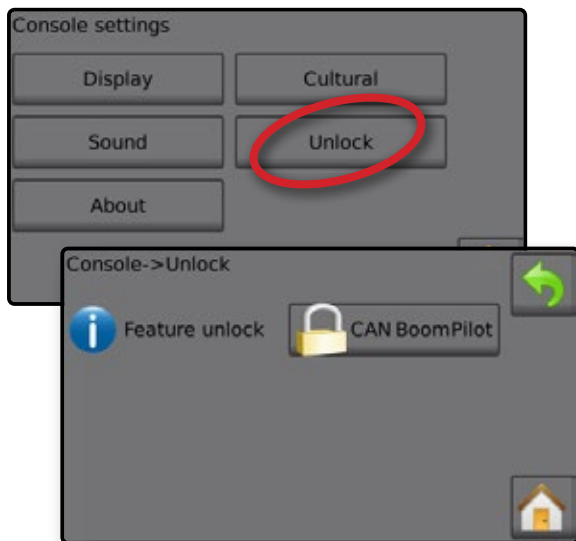 Console settings
Display
Cultural
Sound
Unlock
About
Console->Unlock
i Feature unlock
CAN BoomPilot